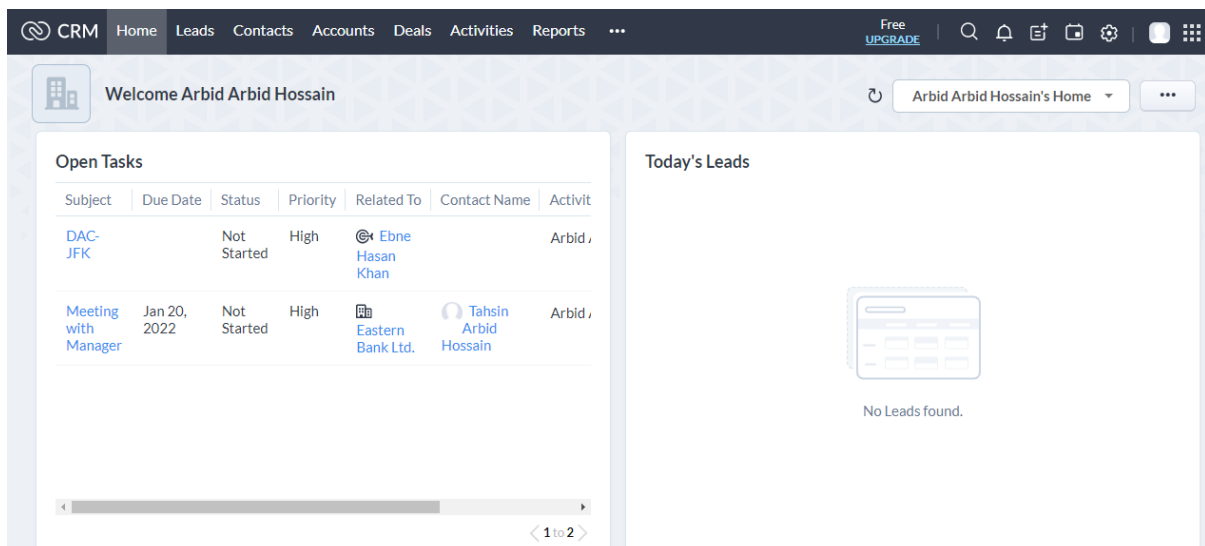 CRM Home Leads Contacts Accounts Deals Activities Reports ••• Free
UPGRADE
Welcome Arbid Arbid Hossain
Arbid Arbid Hossain's Home
•••
Open Tasks
Subject Due Date Status Priority Related To Contact Name Activit
DAC-
JFK
Not
Started
High
Ebne
Hasan
Khan
Arbid
Meeting
with
Manager
Jan 20,
2022
Not
Started
High
Eastern
Bank Ltd.
Tahsin
Arbid
Hossain
Arbid
1 to 2
Today's Leads
No Leads found.